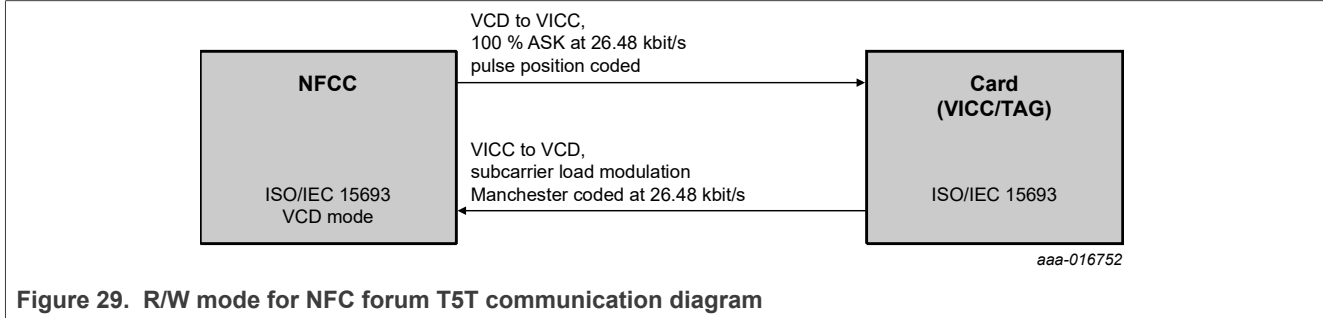 VCD to VICC,
100 % ASK at 26.48 kbit/s
pulse position coded
NFCC
Card
(VICC/TAG)
VICC to VCD,
subcarrier load modulation
Manchester coded at 26.48 kbit/s
ISO/IEC 15693
VCD mode
ISO/IEC 15693
aaa-016752
Figure 29. R/W mode for NFC forum T5T communication diagram